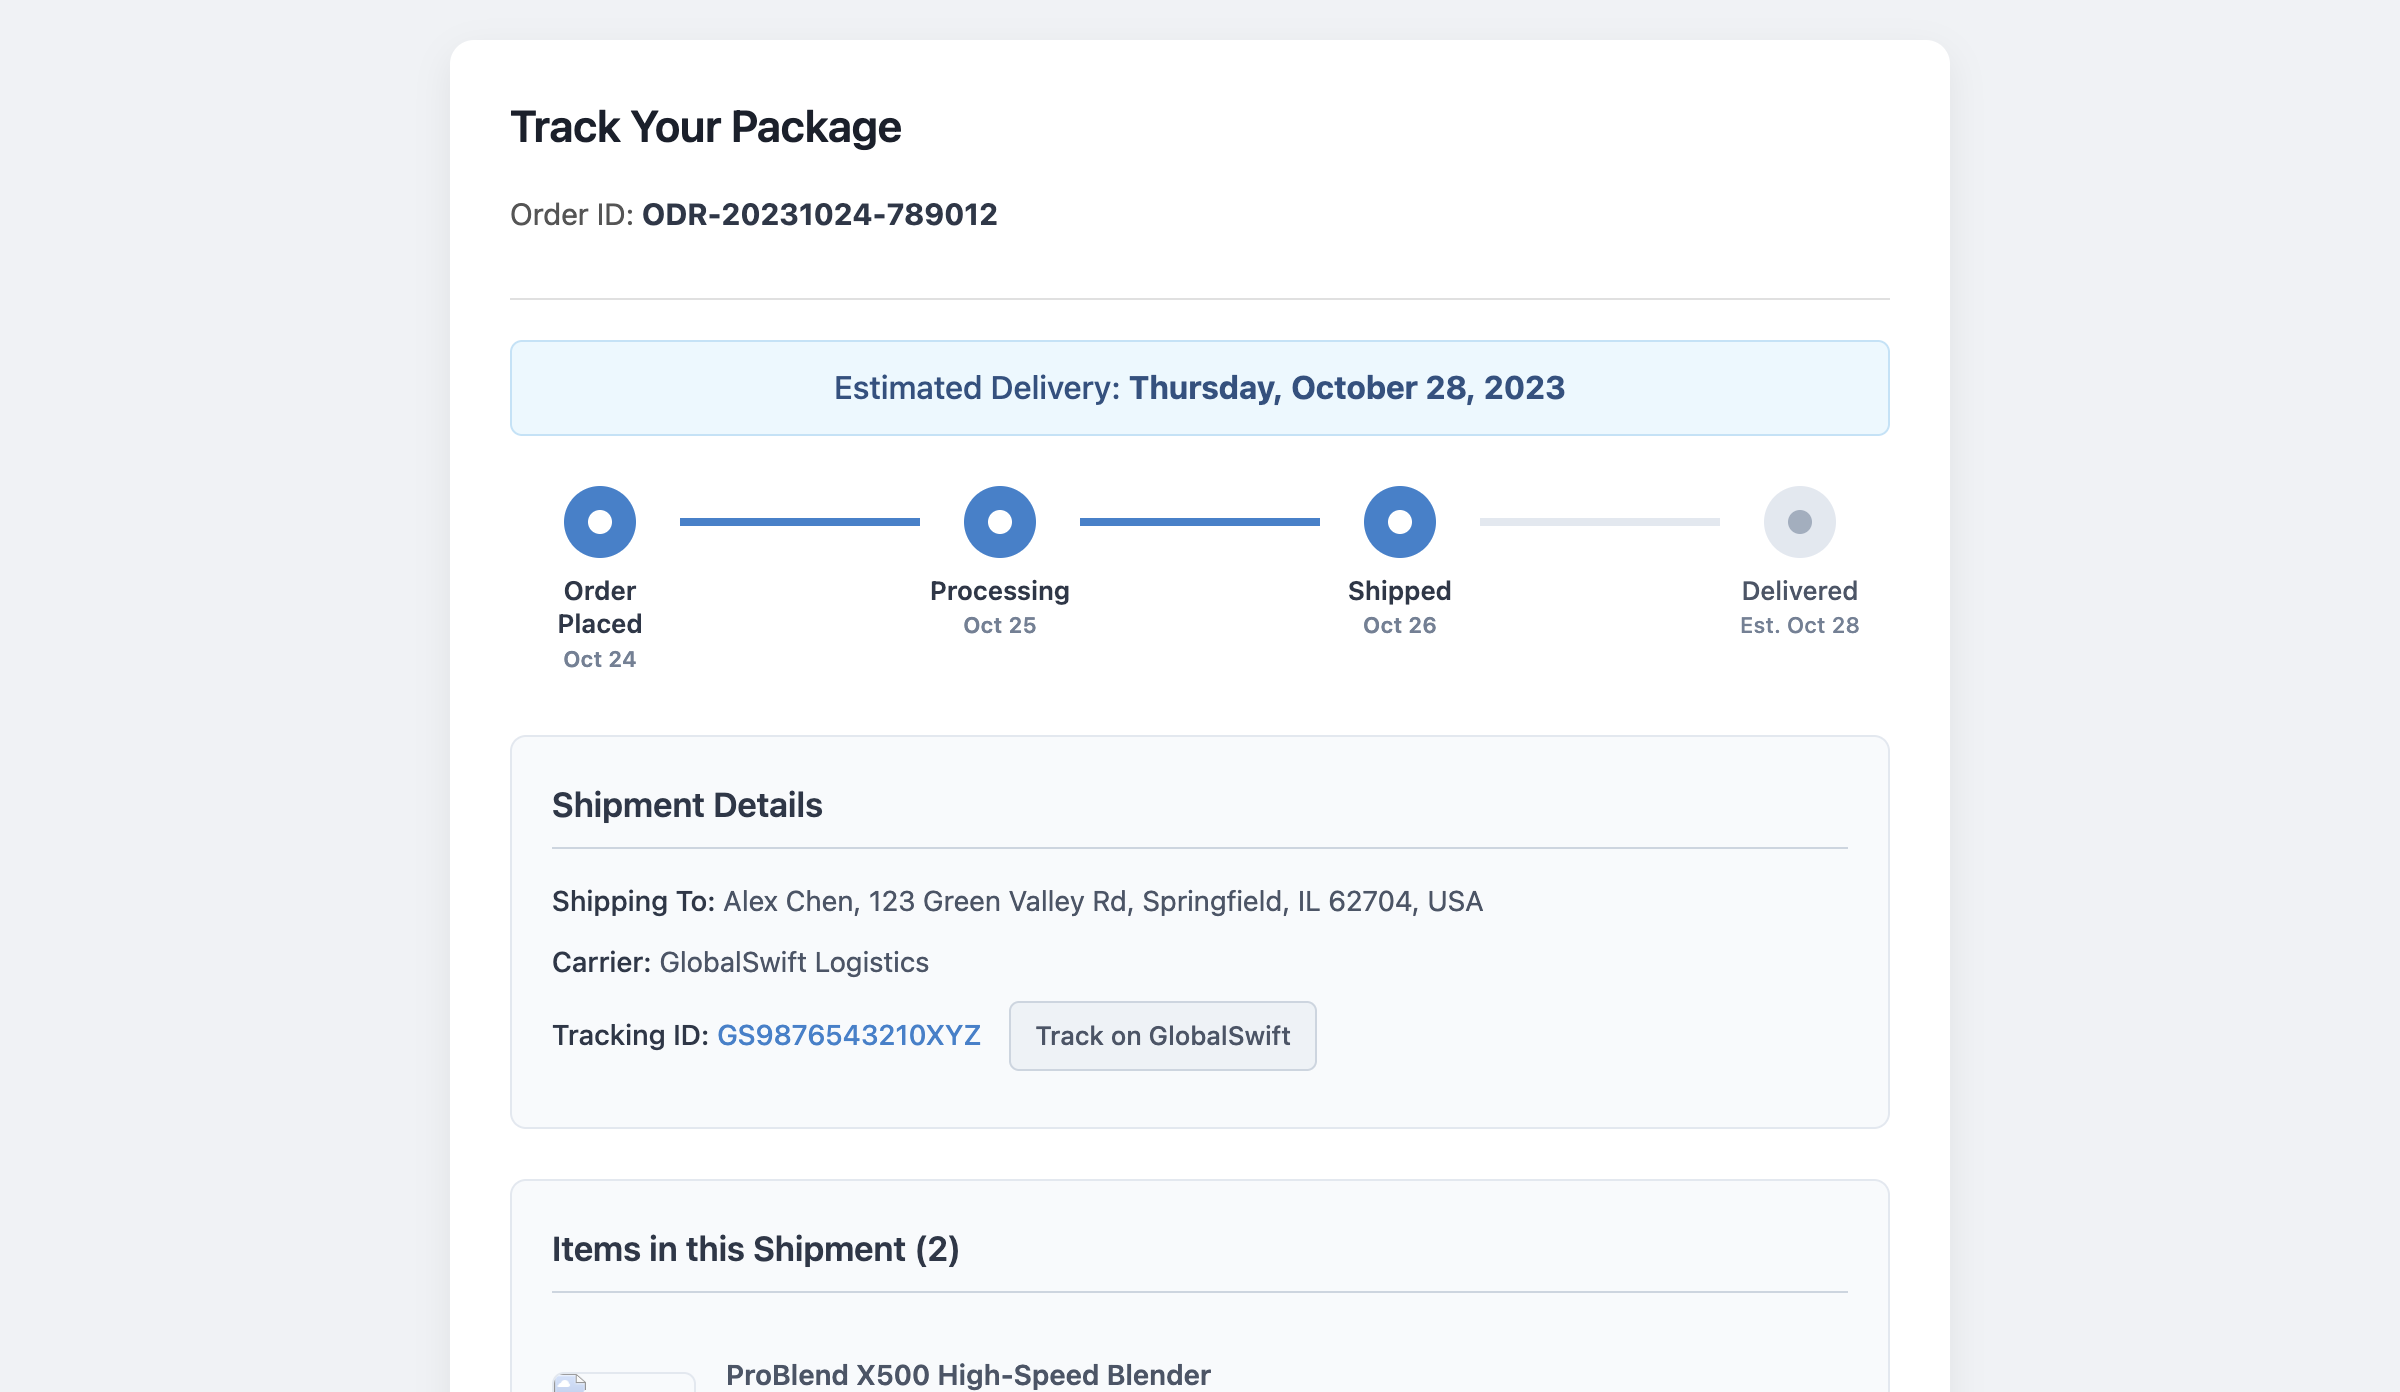 Track Your Package
Order ID: ODR-20231024-789012
Estimated Delivery: Thursday, October 28, 2023
Order
Placed
Oct 24
Processing
Oct 25
Shipped
Oct 26
Delivered
Est. Oct 28
Shipment Details
Shipping To: Alex Chen, 123 Green Valley Rd, Springfield, IL 62704, USA
Carrier: GlobalSwift Logistics
Tracking ID: GS9876543210XYZ Track on GlobalSwift
Items in this Shipment (2)
ProBlend X500 High-Speed Blender